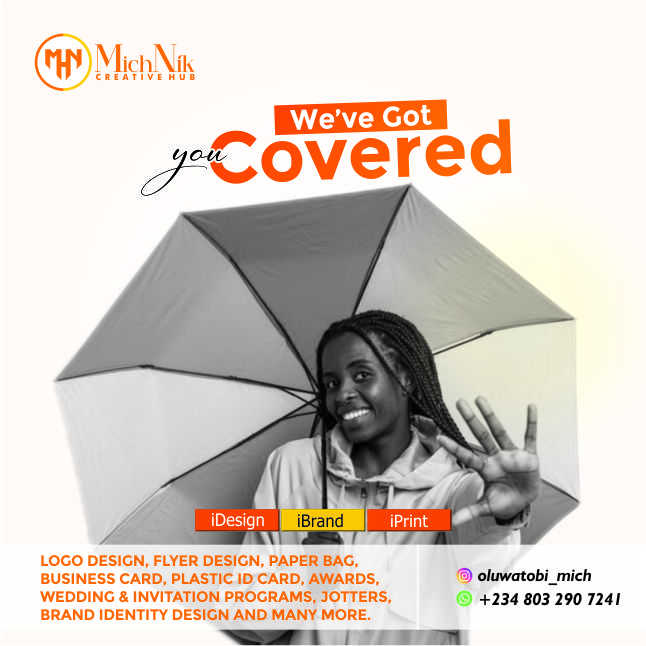 MHN MichNik
CREATIVE HUB
We've Got
you Covered
iDesign iBrand iPrint
LOGO DESIGN, FLYER DESIGN, PAPER BAG,
BUSINESS CARD, PLASTIC ID CARD, AWARDS,
WEDDING & INVITATION PROGRAMS, JOTTERS,
BRAND IDENTITY DESIGN AND MANY MORE.
oluwatobi_mich
+234 803 290 7241